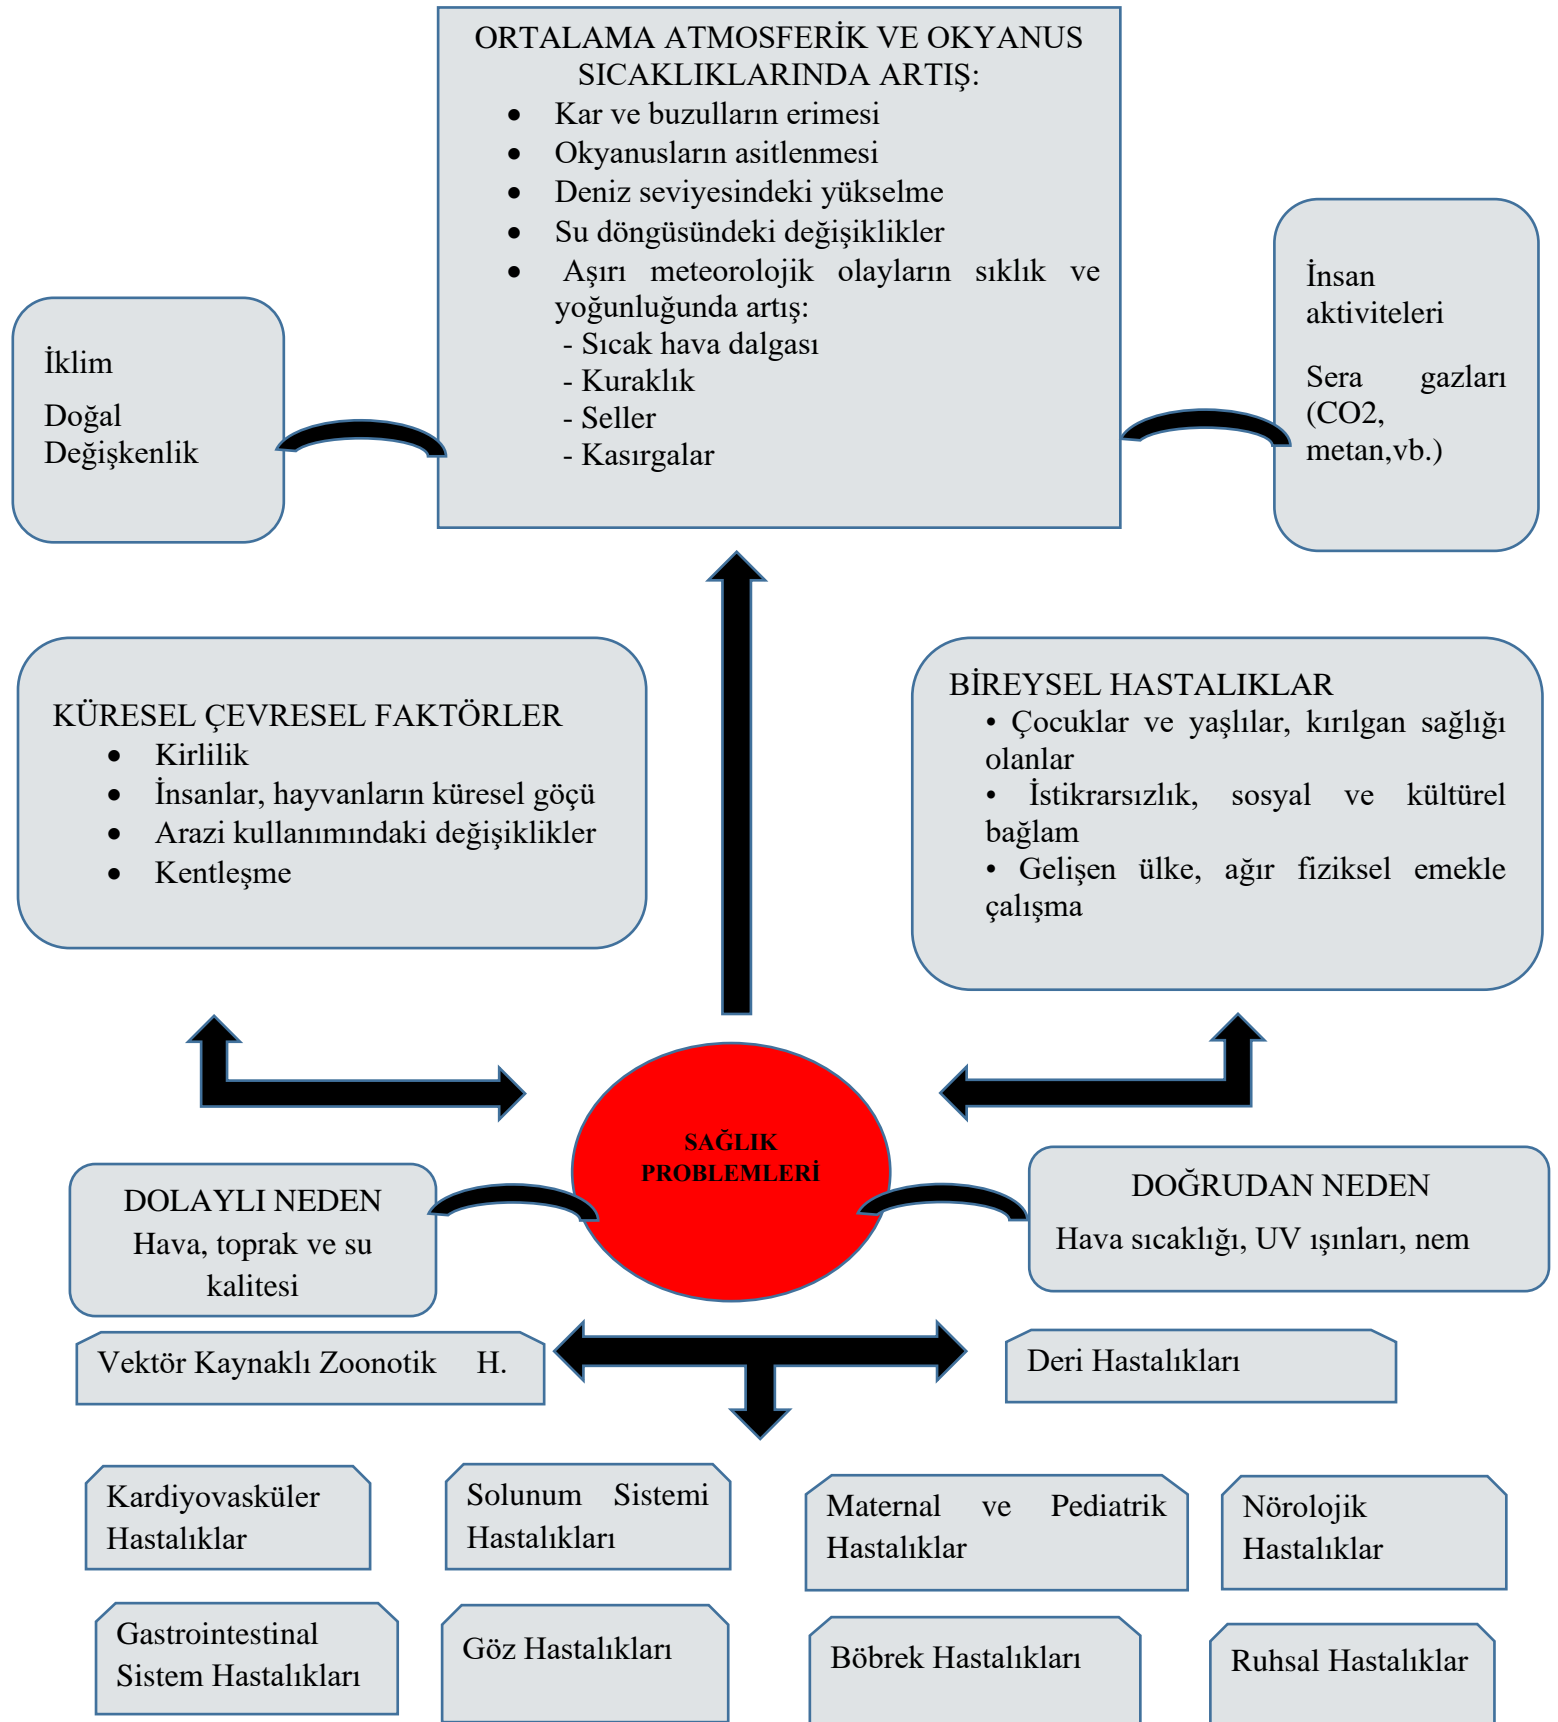 ORTALAMA ATMOSFERİK VE OKYANUS
SICAKLIKLARINDA ARTIŞ:
• Kar ve buzulların erimesi
• Okyanusların asitlenmesi
• Deniz seviyesindeki yükselme
• Su döngüsündeki değişiklikler
• Aşırı meteorolojik olayların sıklık ve
yoğunluğunda artış:
- Sıcak hava dalgası
- Kuraklık
- Seller
- Kasırgalar
İklim
Doğal
Değişkenlik
İnsan
aktiviteleri
Sera gazları
(CO2,
metan,vb.)
KÜRESEL ÇEVRESEL FAKTÖRLER
• Kirlilik
• İnsanlar, hayvanların küresel göçü
• Arazi kullanımındaki değişiklikler
• Kentleşme
BİREYSEL HASTALIKLAR
• Çocuklar ve yaşlılar, kırılgan sağlığı
olanlar
• İstikrarsızlık, sosyal ve kültürel
bağlam
• Gelişen ülke, ağır fiziksel emekle
çalışma
SAĞLIK
PROBLEMLERİ
DOLAYLI NEDEN
Hava, toprak ve su
kalitesi
DOĞRUDAN NEDEN
Hava sıcaklığı, UV ışınları, nem
Vektör Kaynaklı Zoonotik H.
Deri Hastalıkları
Kardiyovasküler
Hastalıklar
Solunum Sistemi
Hastalıkları
Maternal ve Pediatrik
Hastalıklar
Nörolojik
Hastalıklar
Gastrointestinal
Sistem Hastalıkları
Göz Hastalıkları
Böbrek Hastalıkları
Ruhsal Hastalıklar